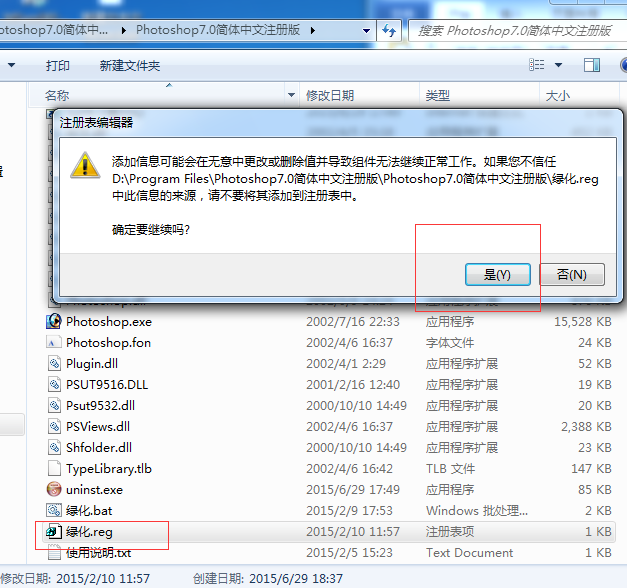 otoshop7.0简体中... ▸ Photoshop7.0简体中文注册版 ▸ 搜索 Photoshop7.0简体中文注册版
打印 新建文件夹
名称 修改日期 类型 大小
注册表编辑器
添加信息可能会在无意中更改或删除值并导致组件无法继续正常工作。如果您不信任
D:\Program Files\Photoshop7.0简体中文注册版\Photoshop7.0简体中文注册版\绿化.reg
中此信息的来源，请不要将其添加到注册表中。
确定要继续吗?
是(Y) 否(N)
Photoshop.exe 2002/7/16 22:33 应用程序 15,528 KB
Photoshop.fon 2002/4/6 16:37 字体文件 24 KB
Plugin.dll 2002/4/1 2:29 应用程序扩展 52 KB
PSUT9516.DLL 2001/2/16 12:40 应用程序扩展 19 KB
Psut9532.dll 2000/10/10 14:49 应用程序扩展 20 KB
PSViews.dll 2002/4/6 16:37 应用程序扩展 2,388 KB
Shfolder.dll 2000/10/10 14:49 应用程序扩展 23 KB
TypeLibrary.tlb 2002/4/6 16:42 TLB 文件 147 KB
uninst.exe 2015/6/29 17:49 应用程序 85 KB
绿化.bat 2015/2/9 17:53 Windows 批处理... 2 KB
绿化.reg 2015/2/10 11:57 注册表项 1 KB
使用说明.txt 2015/2/5 15:23 Text Document 1 KB
修改日期: 2015/2/10 11:57 创建日期: 2015/6/29 18:37